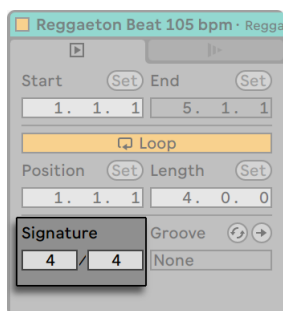 Reggaeton Beat 105 bpm · Regga
Start Set End Set
1. 1. 1 5. 1. 1
Loop
Position Set Length Set
1. 1. 1 4. 0. 0
Signature Groove
4 / 4 None